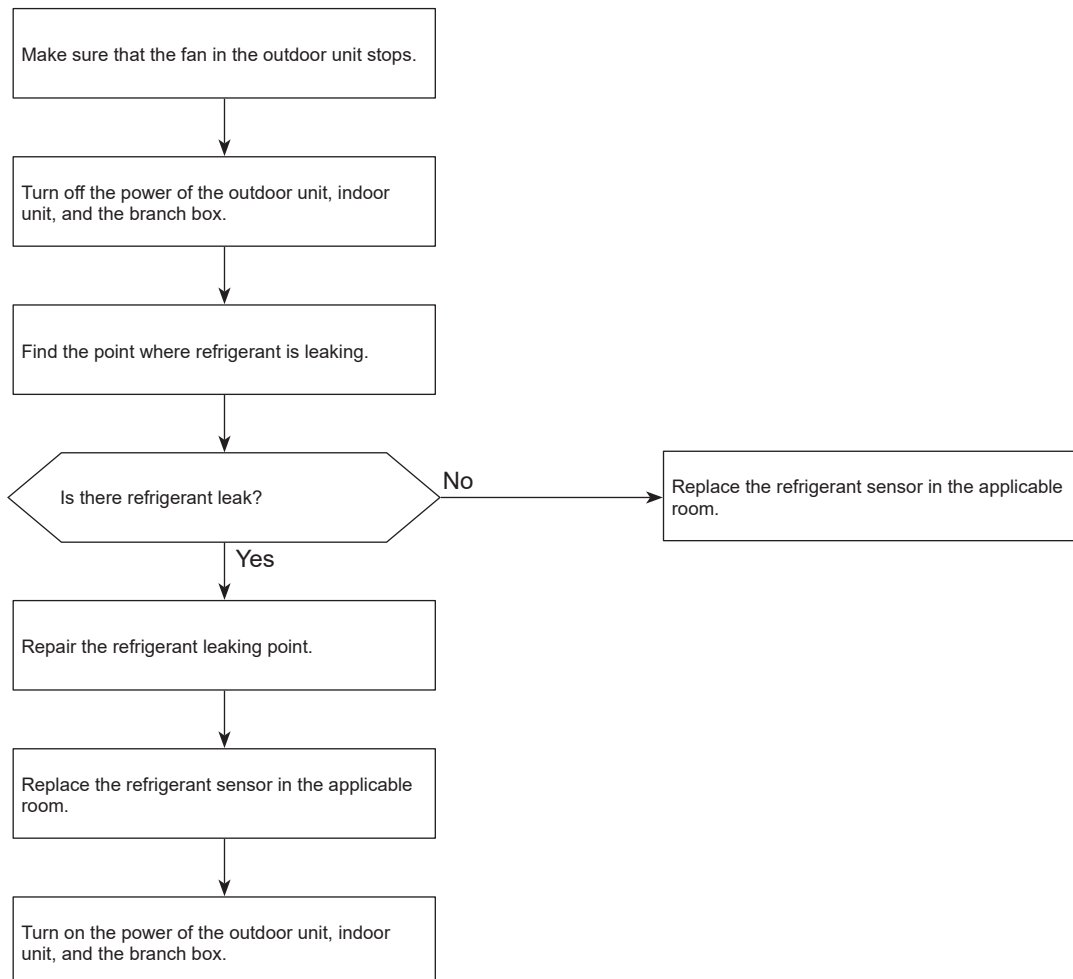 Make sure that the fan in the outdoor unit stops.
Turn off the power of the outdoor unit, indoor
unit, and the branch box.
Find the point where refrigerant is leaking.
Is there refrigerant leak?
No
Replace the refrigerant sensor in the applicable
room.
Yes
Repair the refrigerant leaking point.
Replace the refrigerant sensor in the applicable
room.
Turn on the power of the outdoor unit, indoor
unit, and the branch box.